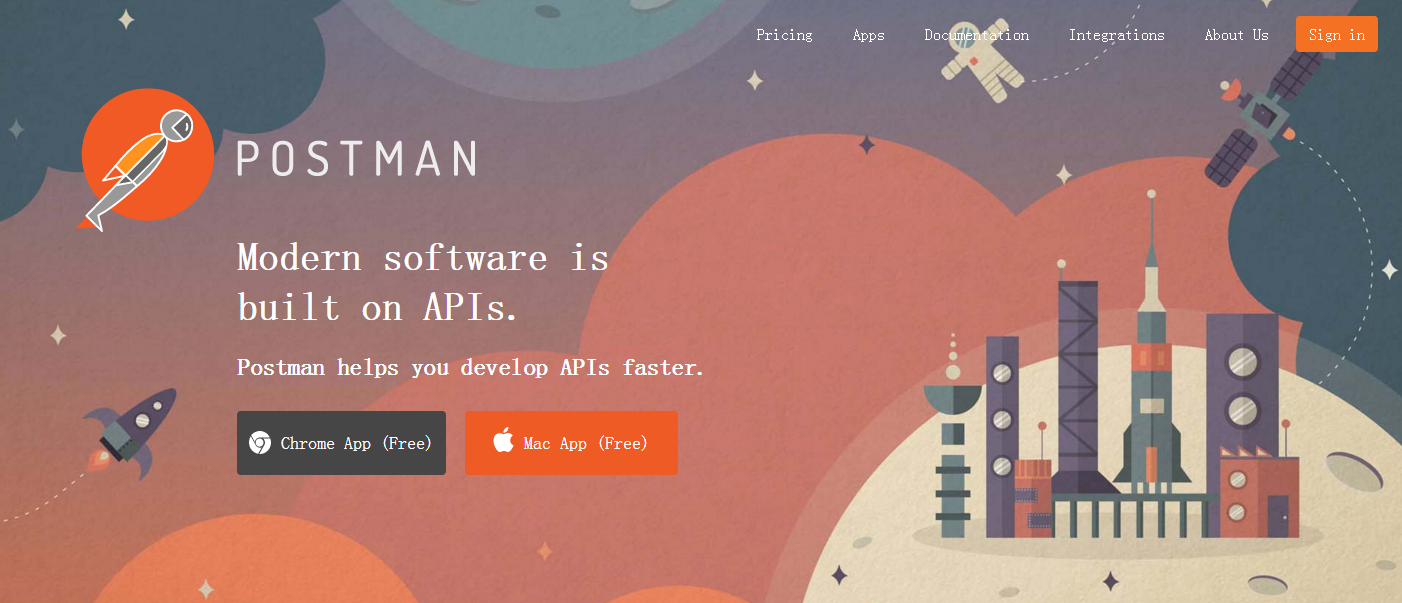 Pricing Apps Documentation Integrations About Us Sign in
POSTMAN
Modern software is
built on APIs.
Postman helps you develop APIs faster.
Chrome App (Free) Mac App (Free)